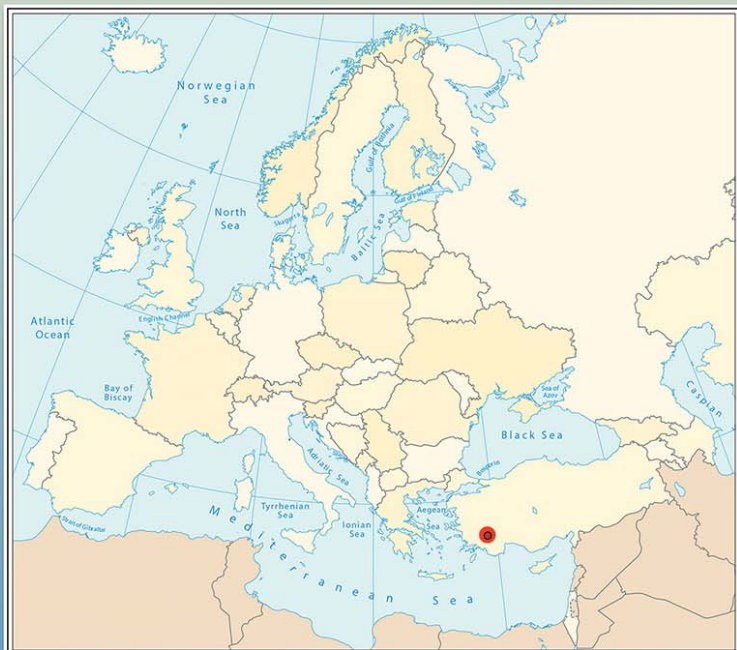 Norwegian
Sea
White Sea
Gulf of Bothnia
Gulf of Finland
North
Sea
Skagerra
Baltic Sea
English Channel
Atlantic
Ocean
Bay of
Biscay
Sea of
Azov
Caspian
Black Sea
Adriatic Sea
Bosphorus
Tyrrhenian
Sea
Ionian
Sea
Aegean
Sea
Strait of Gibraltar
Mediterranean Sea